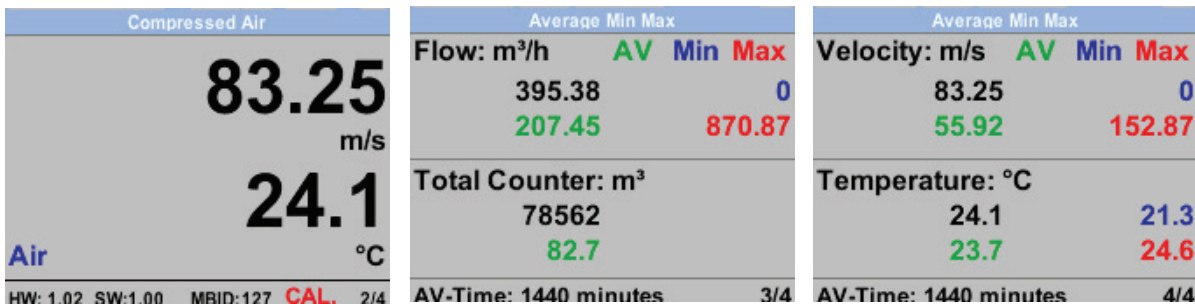 Compressed Air
83.25
m/s
24.1
Air °C
HW: 1.02 SW:1.00 MBID:127 CAL. 2/4
Average Min Max
Flow: m³/h AV Min Max
395.38 0
207.45 870.87
Total Counter: m³
78562
82.7
AV-Time: 1440 minutes 3/4
Average Min Max
Velocity: m/s AV Min Max
83.25 0
55.92 152.87
Temperature: °C
24.1 21.3
23.7 24.6
AV-Time: 1440 minutes 4/4